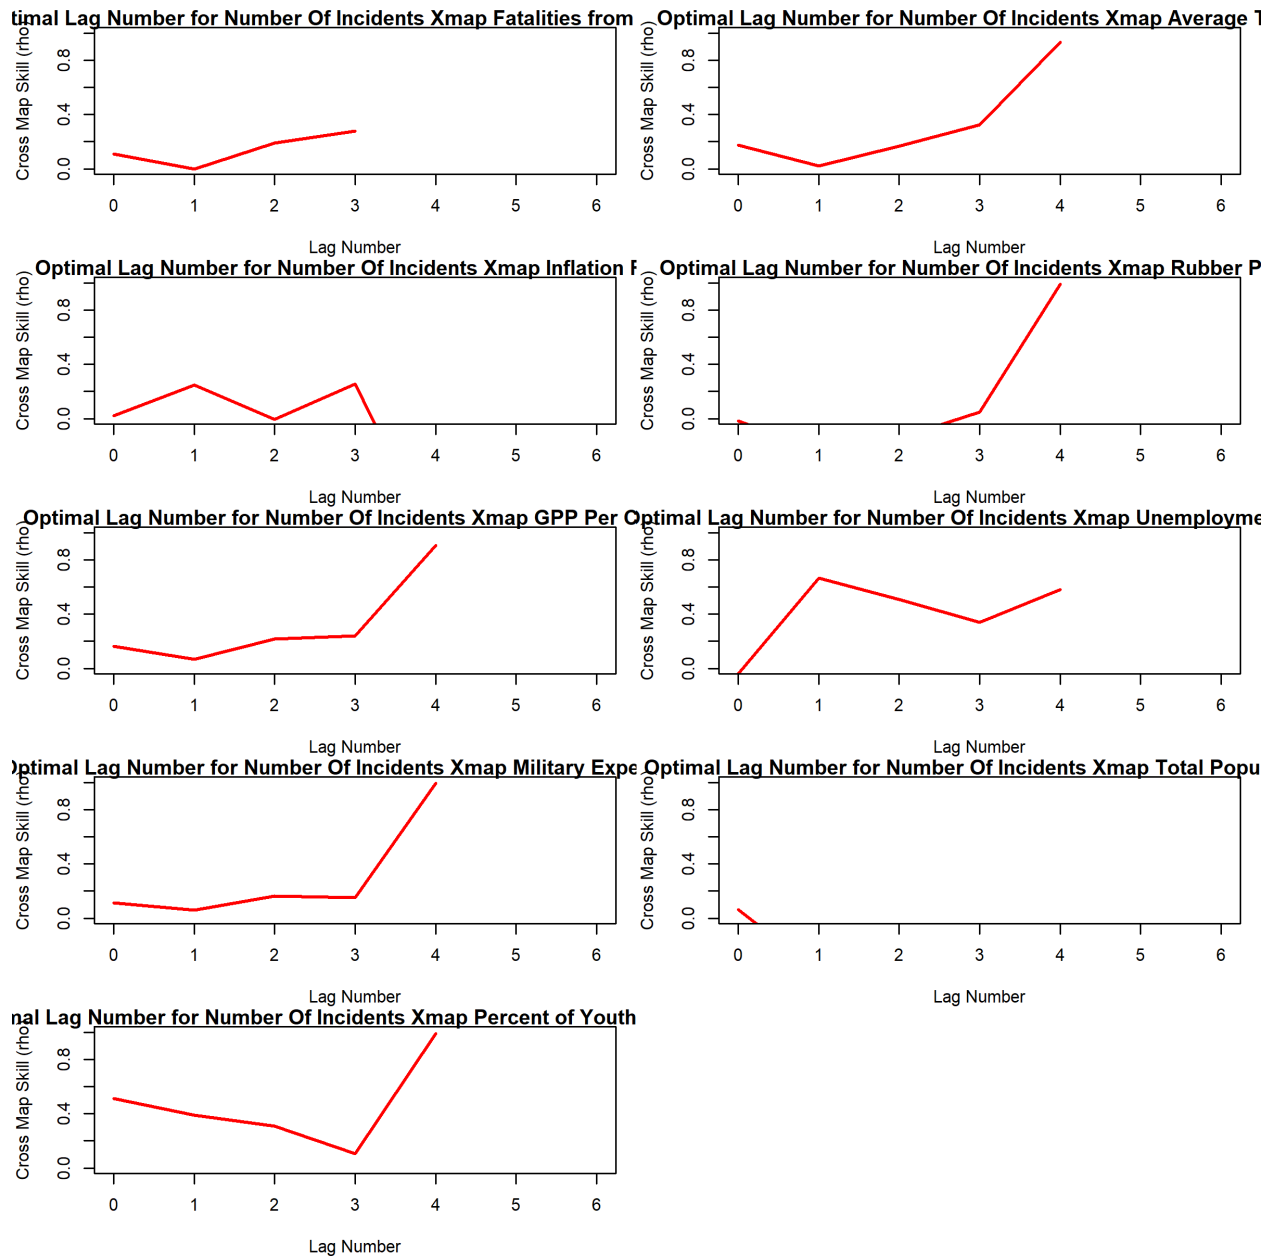 timal Lag Number for Number Of Incidents Xmap Fatalities from
Cross Map Skill (rho)
0.0 0.4 0.8
0 1 2 3 4 5 6
Lag Number
Optimal Lag Number for Number Of Incidents Xmap Average T
Cross Map Skill (rho)
0.0 0.4 0.8
0 1 2 3 4 5 6
Lag Number
Optimal Lag Number for Number Of Incidents Xmap Inflation
Cross Map Skill (rho)
0.0 0.4 0.8
0 1 2 3 4 5 6
Lag Number
Optimal Lag Number for Number Of Incidents Xmap Rubber P
Cross Map Skill (rho)
0.0 0.4 0.8
0 1 2 3 4 5 6
Lag Number
Optimal Lag Number for Number Of Incidents Xmap GPP Per
Cross Map Skill (rho)
0.0 0.4 0.8
0 1 2 3 4 5 6
Lag Number
Optimal Lag Number for Number Of Incidents Xmap Unemployme
Cross Map Skill (rho)
0.0 0.4 0.8
0 1 2 3 4 5 6
Lag Number
Optimal Lag Number for Number Of Incidents Xmap Military Expe
Cross Map Skill (rho)
0.0 0.4 0.8
0 1 2 3 4 5 6
Lag Number
Optimal Lag Number for Number Of Incidents Xmap Total Popu
Cross Map Skill (rho)
0.0 0.4 0.8
0 1 2 3 4 5 6
Lag Number
nal Lag Number for Number Of Incidents Xmap Percent of Youth
Cross Map Skill (rho)
0.0 0.4 0.8
0 1 2 3 4 5 6
Lag Number